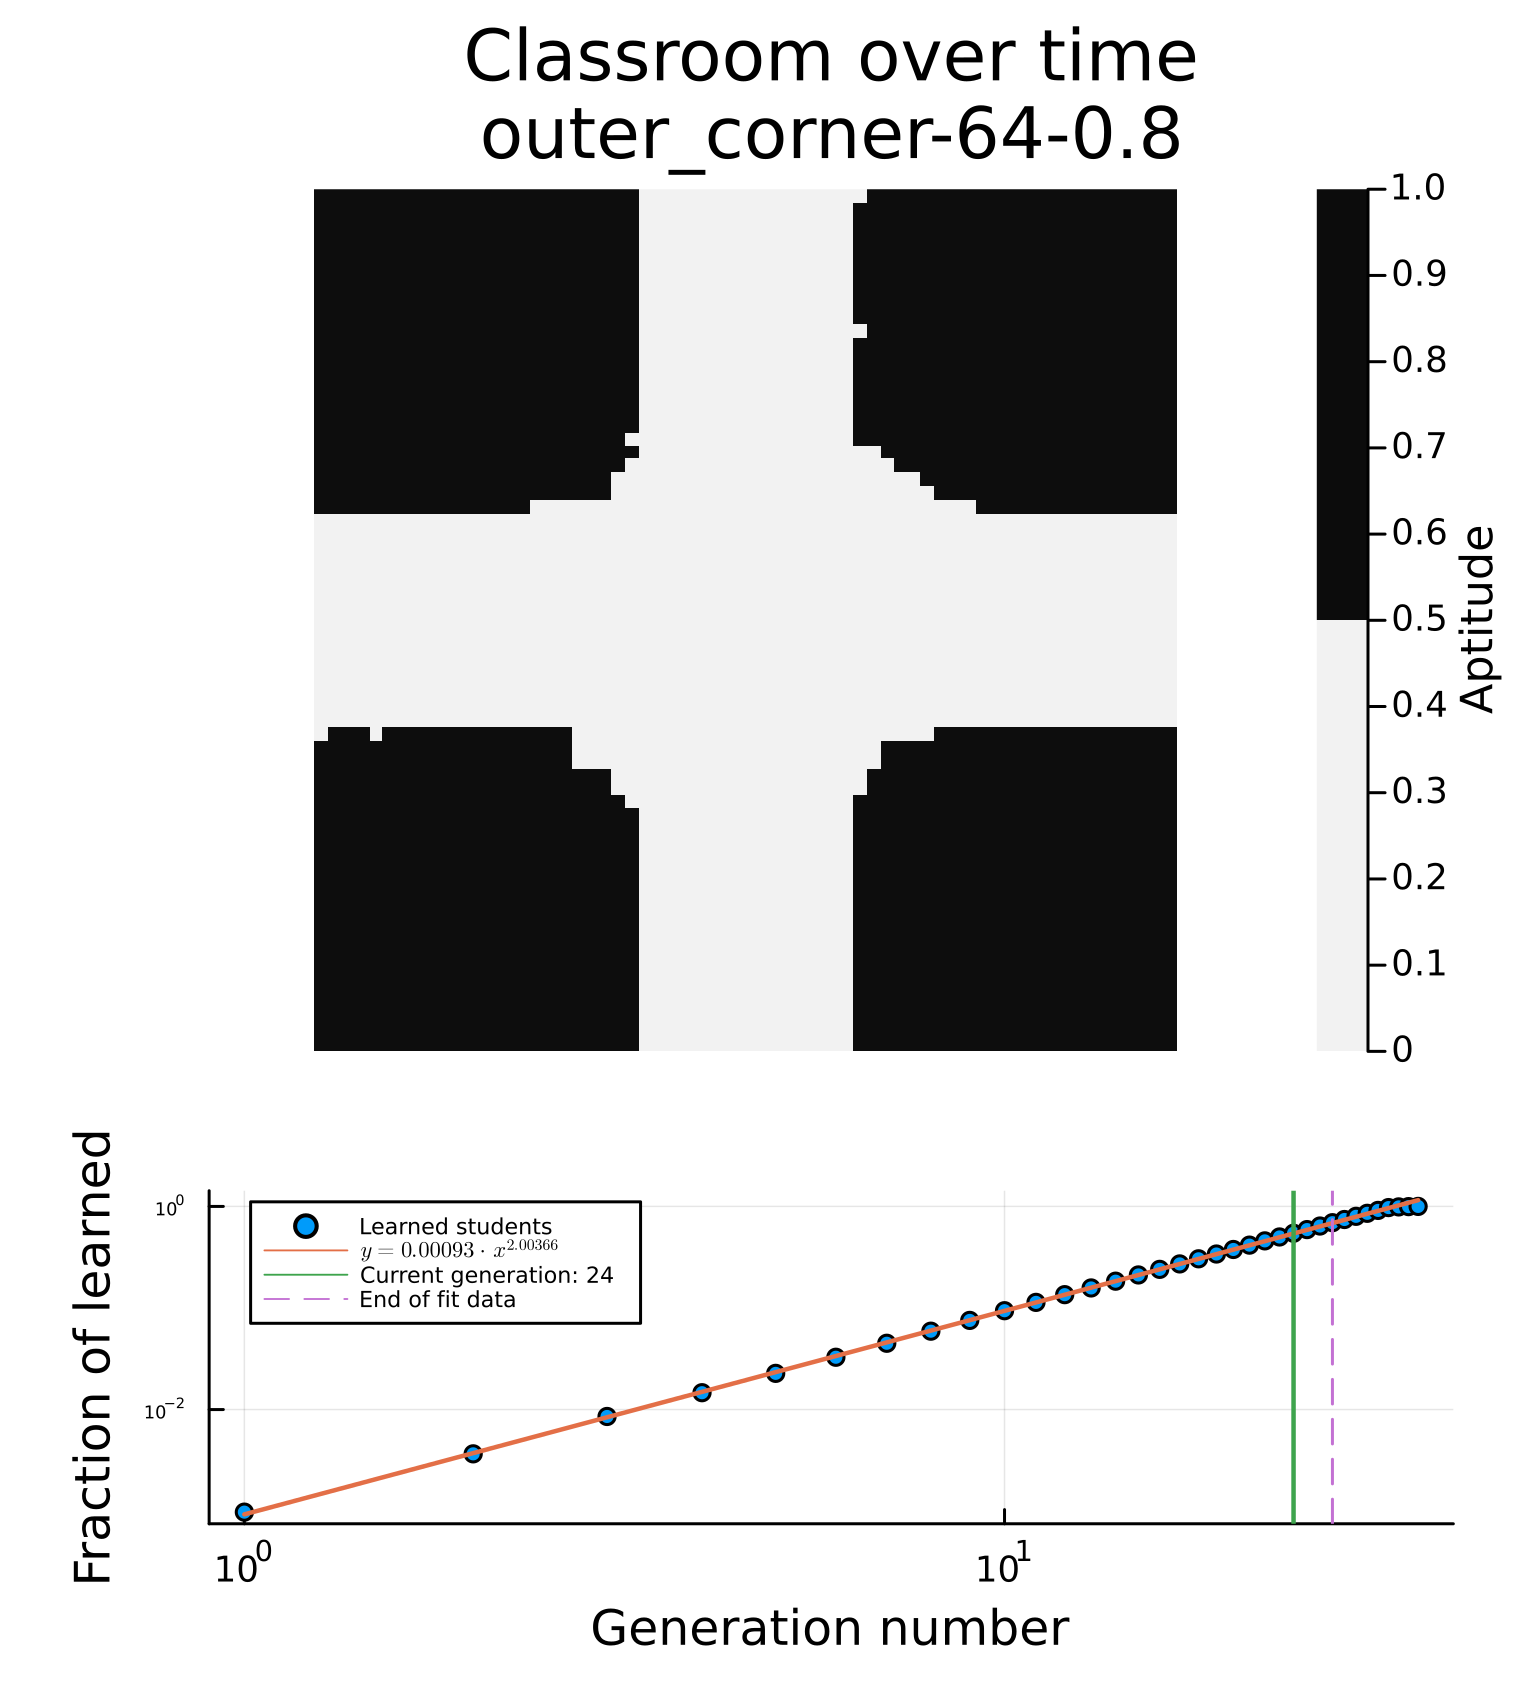 Classroom over time
outer_corner-64-0.8
1.0
0.9
0.8
0.7
0.6
0.5
0.4
0.3
0.2
0.1
0
Aptitude
Fraction of learned
10⁰
10⁻²
Learned students
y = 0.00093 · x^2.00366
Current generation: 24
End of fit data
10⁰
10¹
Generation number